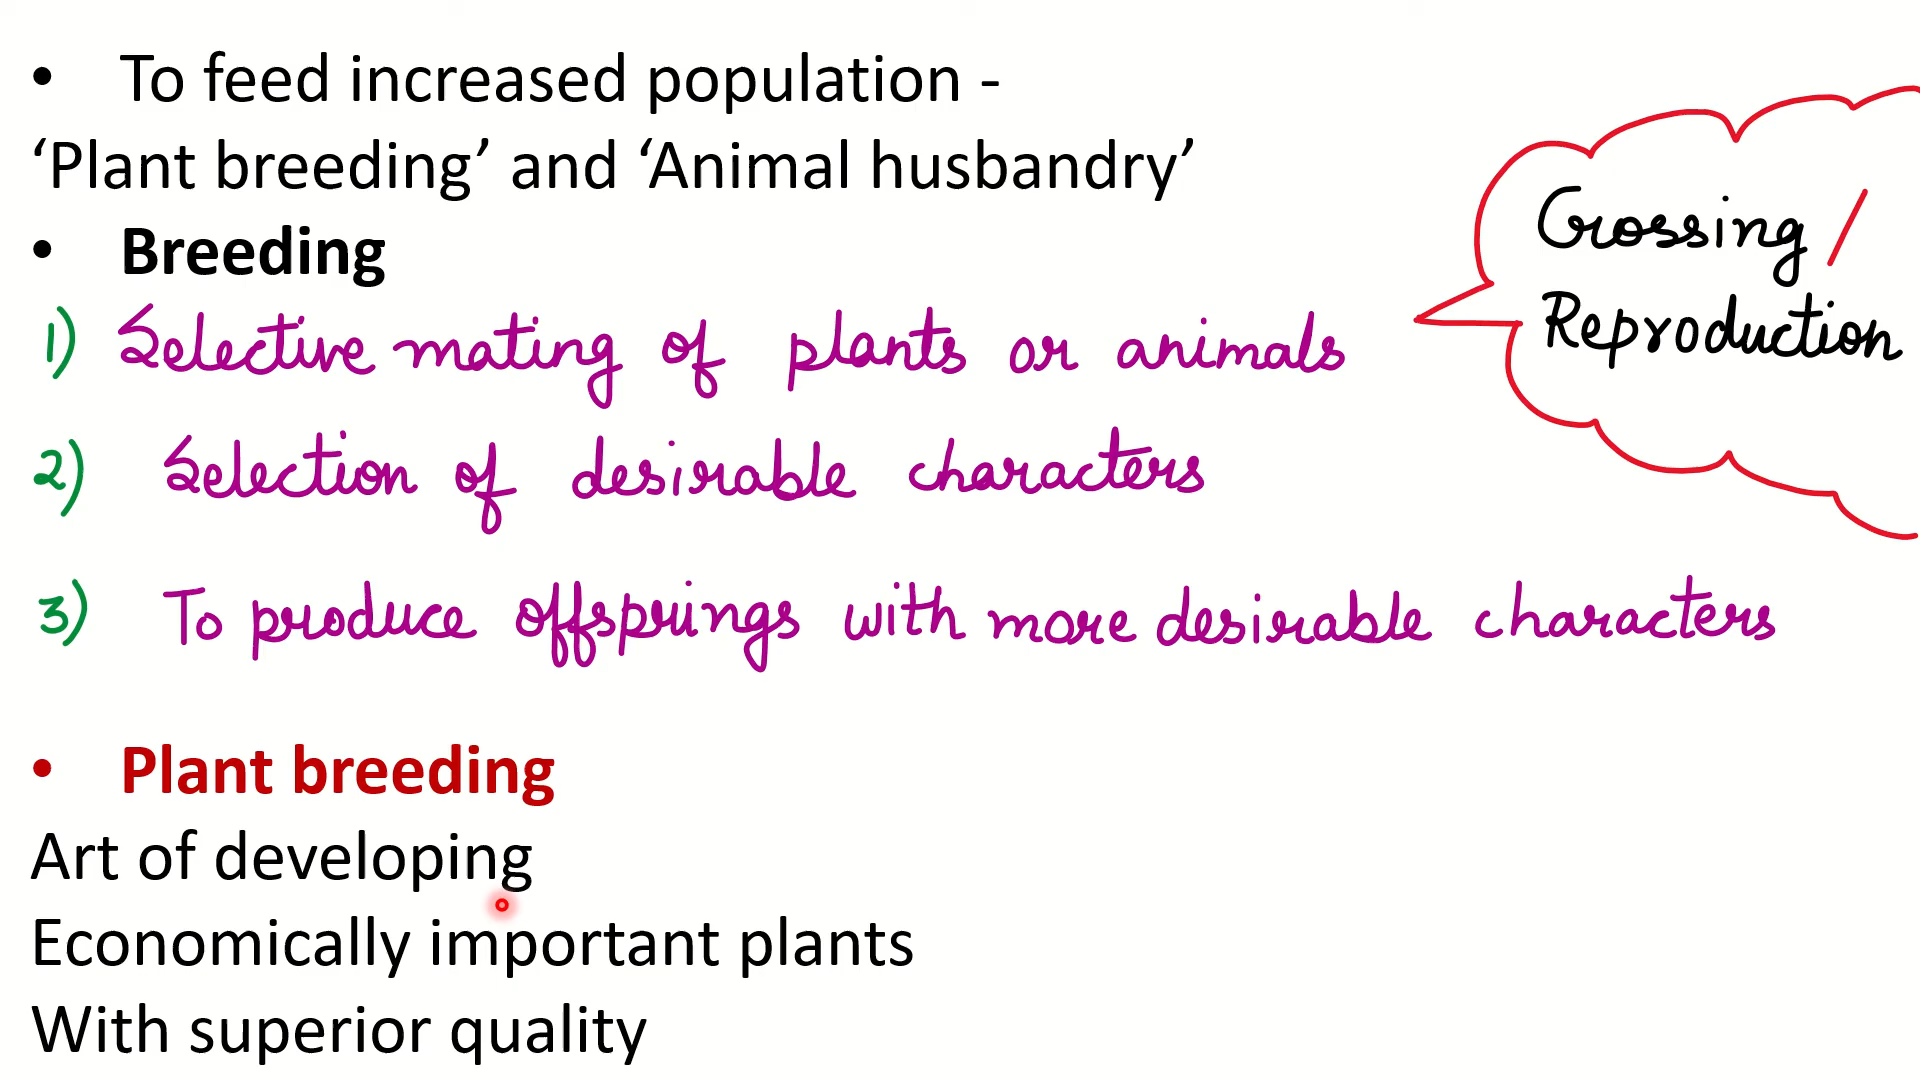 • To feed increased population -
‘Plant breeding’ and ‘Animal husbandry’
• Breeding
1) Selective mating of plants or animals
Crossing /
Reproduction
2) Selection of desirable characters
3) To produce offsprings with more desirable characters
• Plant breeding
Art of developing
Economically important plants
With superior quality